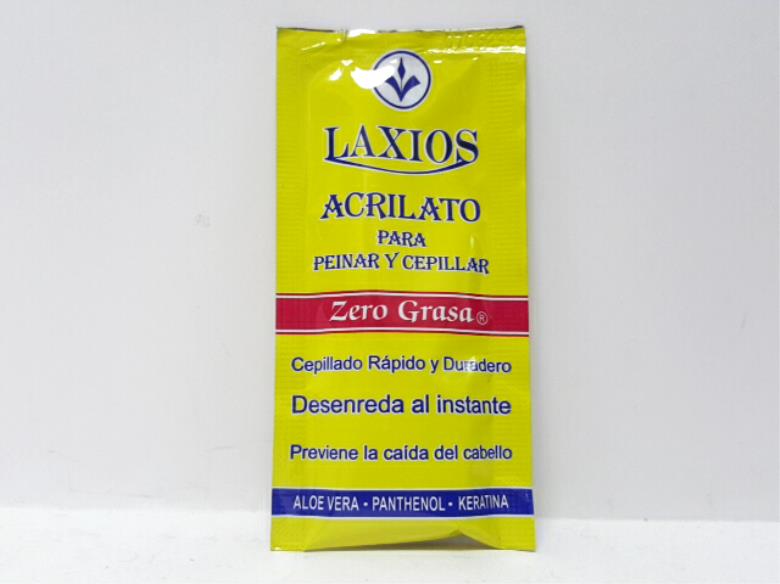 LAXIOS
ACRILATO
PARA
PEINAR Y CEPILLAR
Zero Grasa®
Cepillado Rápido y Duradero
Desenreda al instante
Previene la caída del cabello
ALOE VERA - PANTHENOL - KERATINA